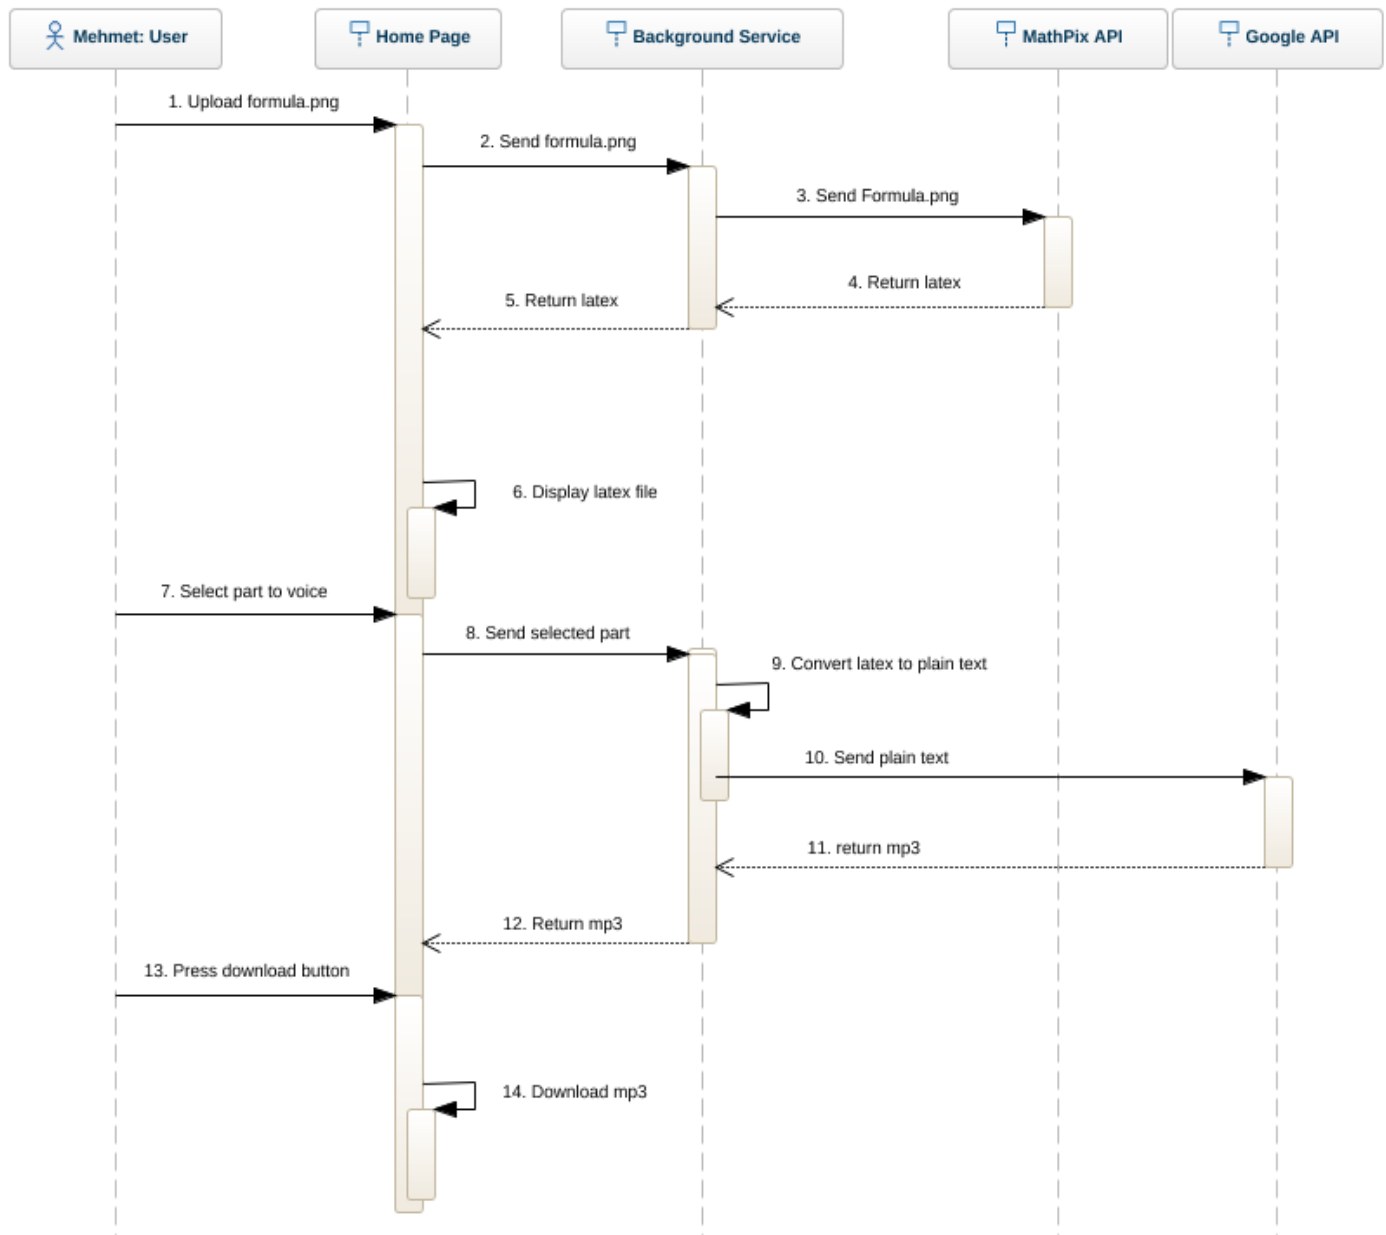 Mehmet: User
Home Page
Background Service
MathPix API
Google API
1. Upload formula.png
2. Send formula.png
3. Send Formula.png
4. Return latex
5. Return latex
6. Display latex file
7. Select part to voice
8. Send selected part
9. Convert latex to plain text
10. Send plain text
11. return mp3
12. Return mp3
13. Press download button
14. Download mp3